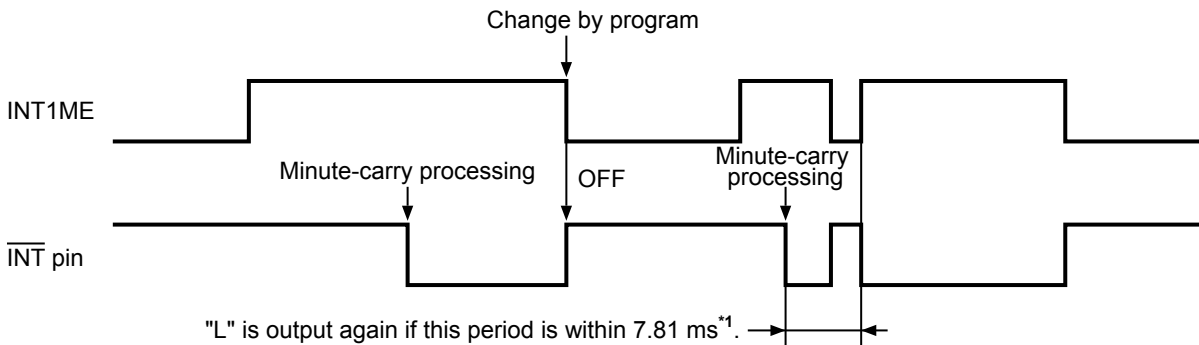 Change by program
INT1ME
Minute-carry processing
OFF
Minute-carry
processing
INT pin
"L" is output again if this period is within 7.81 ms*1.